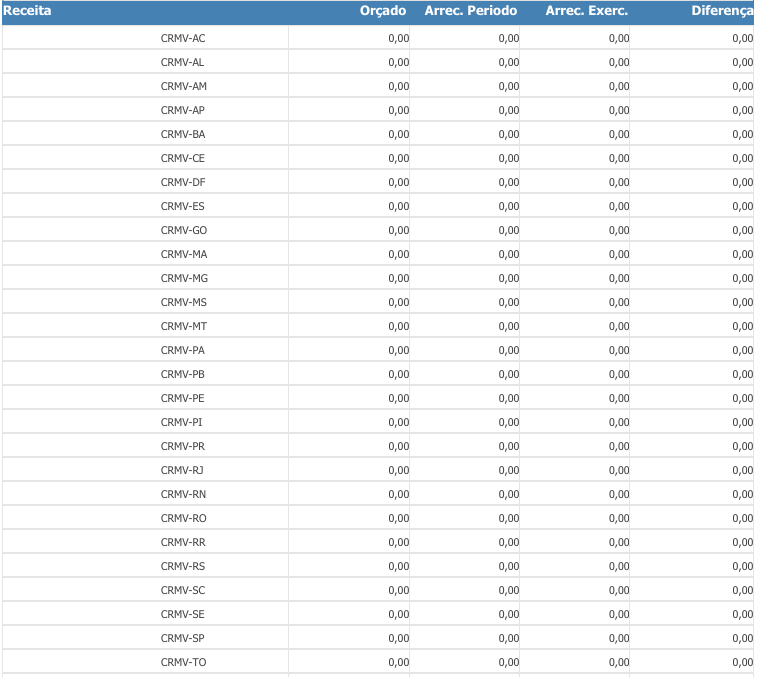 Receita Orçado Arrec. Periodo Arrec. Exerc. Diferença
CRMV-AC 0,00 0,00 0,00 0,00
CRMV-AL 0,00 0,00 0,00 0,00
CRMV-AM 0,00 0,00 0,00 0,00
CRMV-AP 0,00 0,00 0,00 0,00
CRMV-BA 0,00 0,00 0,00 0,00
CRMV-CE 0,00 0,00 0,00 0,00
CRMV-DF 0,00 0,00 0,00 0,00
CRMV-ES 0,00 0,00 0,00 0,00
CRMV-GO 0,00 0,00 0,00 0,00
CRMV-MA 0,00 0,00 0,00 0,00
CRMV-MG 0,00 0,00 0,00 0,00
CRMV-MS 0,00 0,00 0,00 0,00
CRMV-MT 0,00 0,00 0,00 0,00
CRMV-PA 0,00 0,00 0,00 0,00
CRMV-PB 0,00 0,00 0,00 0,00
CRMV-PE 0,00 0,00 0,00 0,00
CRMV-PI 0,00 0,00 0,00 0,00
CRMV-PR 0,00 0,00 0,00 0,00
CRMV-RJ 0,00 0,00 0,00 0,00
CRMV-RN 0,00 0,00 0,00 0,00
CRMV-RO 0,00 0,00 0,00 0,00
CRMV-RR 0,00 0,00 0,00 0,00
CRMV-RS 0,00 0,00 0,00 0,00
CRMV-SC 0,00 0,00 0,00 0,00
CRMV-SE 0,00 0,00 0,00 0,00
CRMV-SP 0,00 0,00 0,00 0,00
CRMV-TO 0,00 0,00 0,00 0,00